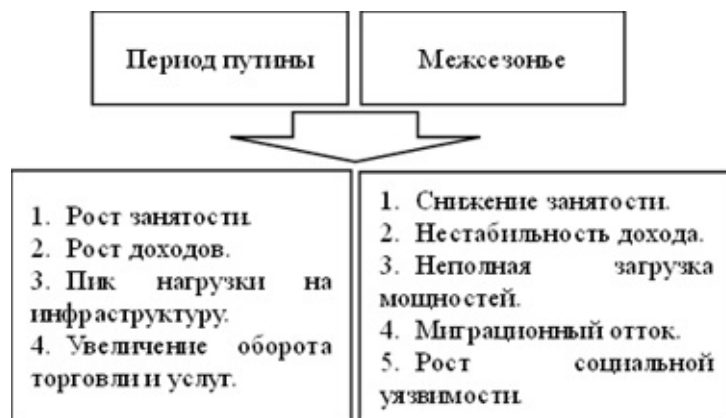 Период путины
Межсезонье
1. Рост занятости.
2. Рост доходов.
3. Пик нагрузки на
инфраструктуру.
4. Увеличение оборота
торговли и услуг.
1. Снижение занятости.
2. Нестабильность дохода.
3. Неполная загрузка
мощностей.
4. Миграционный отток.
5. Рост социальной
уязвимости.